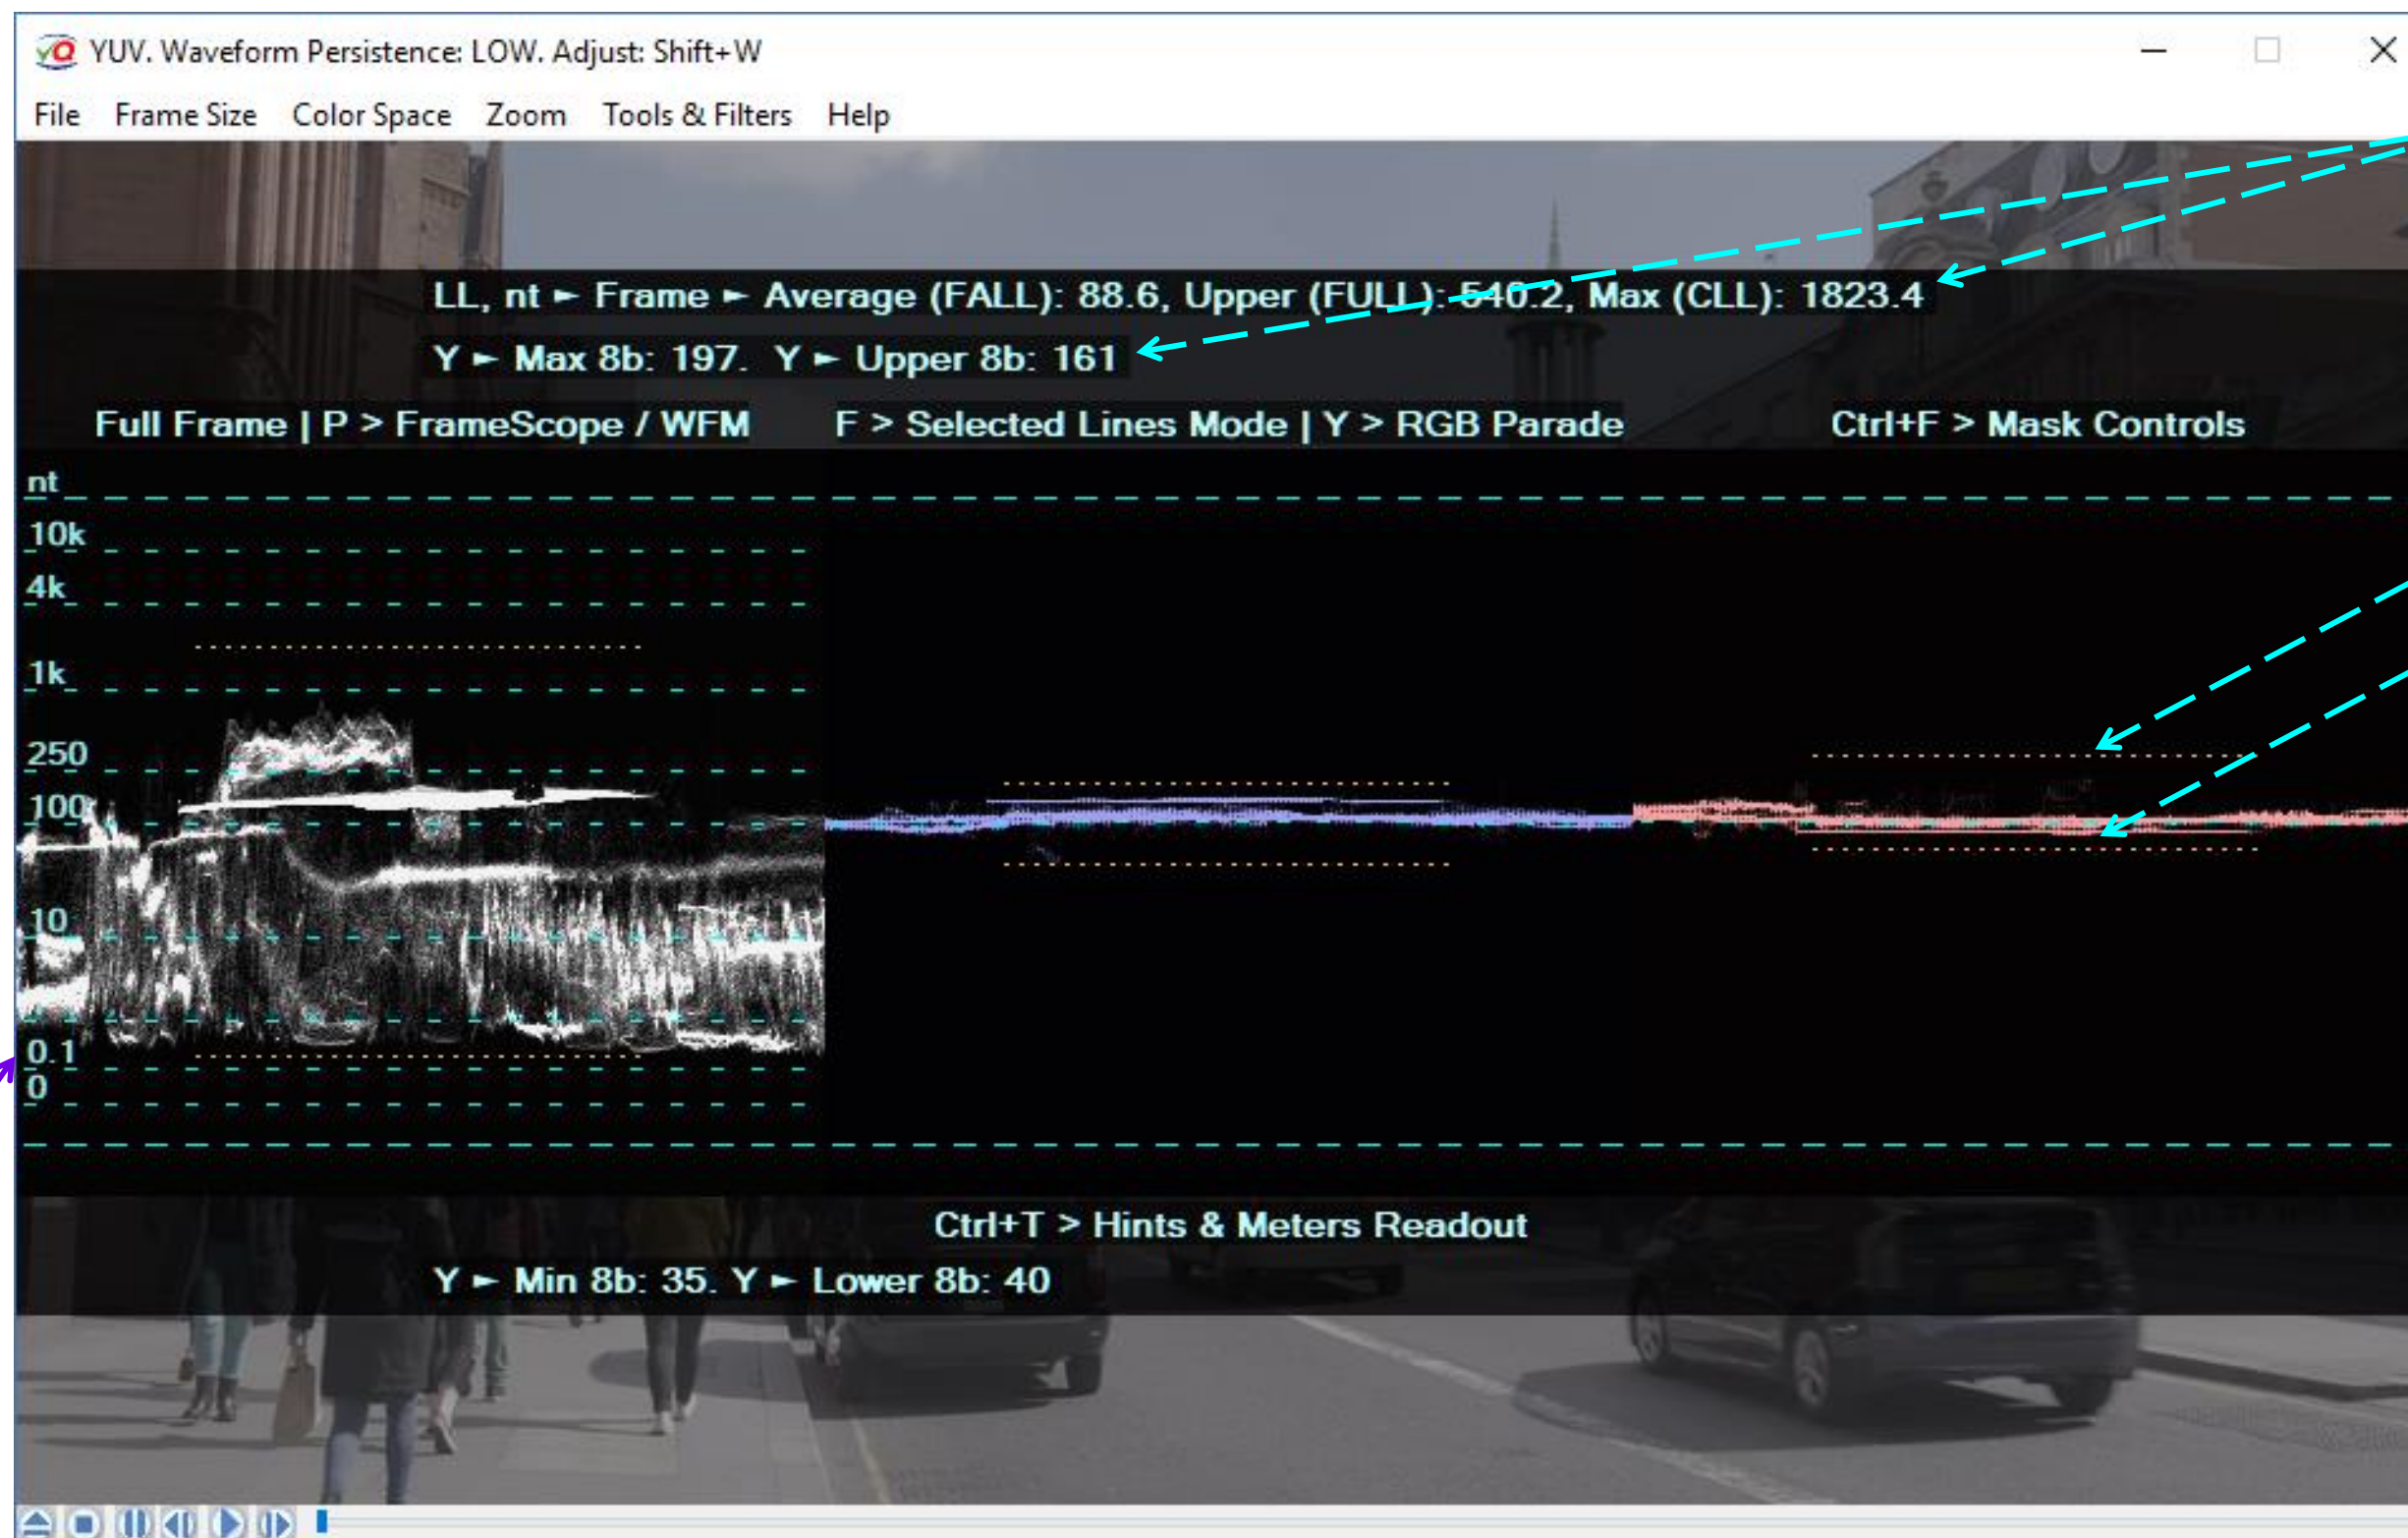 YUV. Waveform Persistence: LOW. Adjust: Shift+W
File Frame Size Color Space Zoom Tools & Filters Help
LL, nt ► Frame ► Average (FALL): 88.6, Upper (FULL): 540.2, Max (CLL): 1823.4
Y ► Max 8b: 197. Y ► Upper 8b: 161
Full Frame | P > FrameScope / WFM F > Selected Lines Mode | Y > RGB Parade Ctrl+F > Mask Controls
nt
10k
4k
1k
250
100
10
0.1
0
Ctrl+T > Hints & Meters Readout
Y ► Min 8b: 35. Y ► Lower 8b: 40